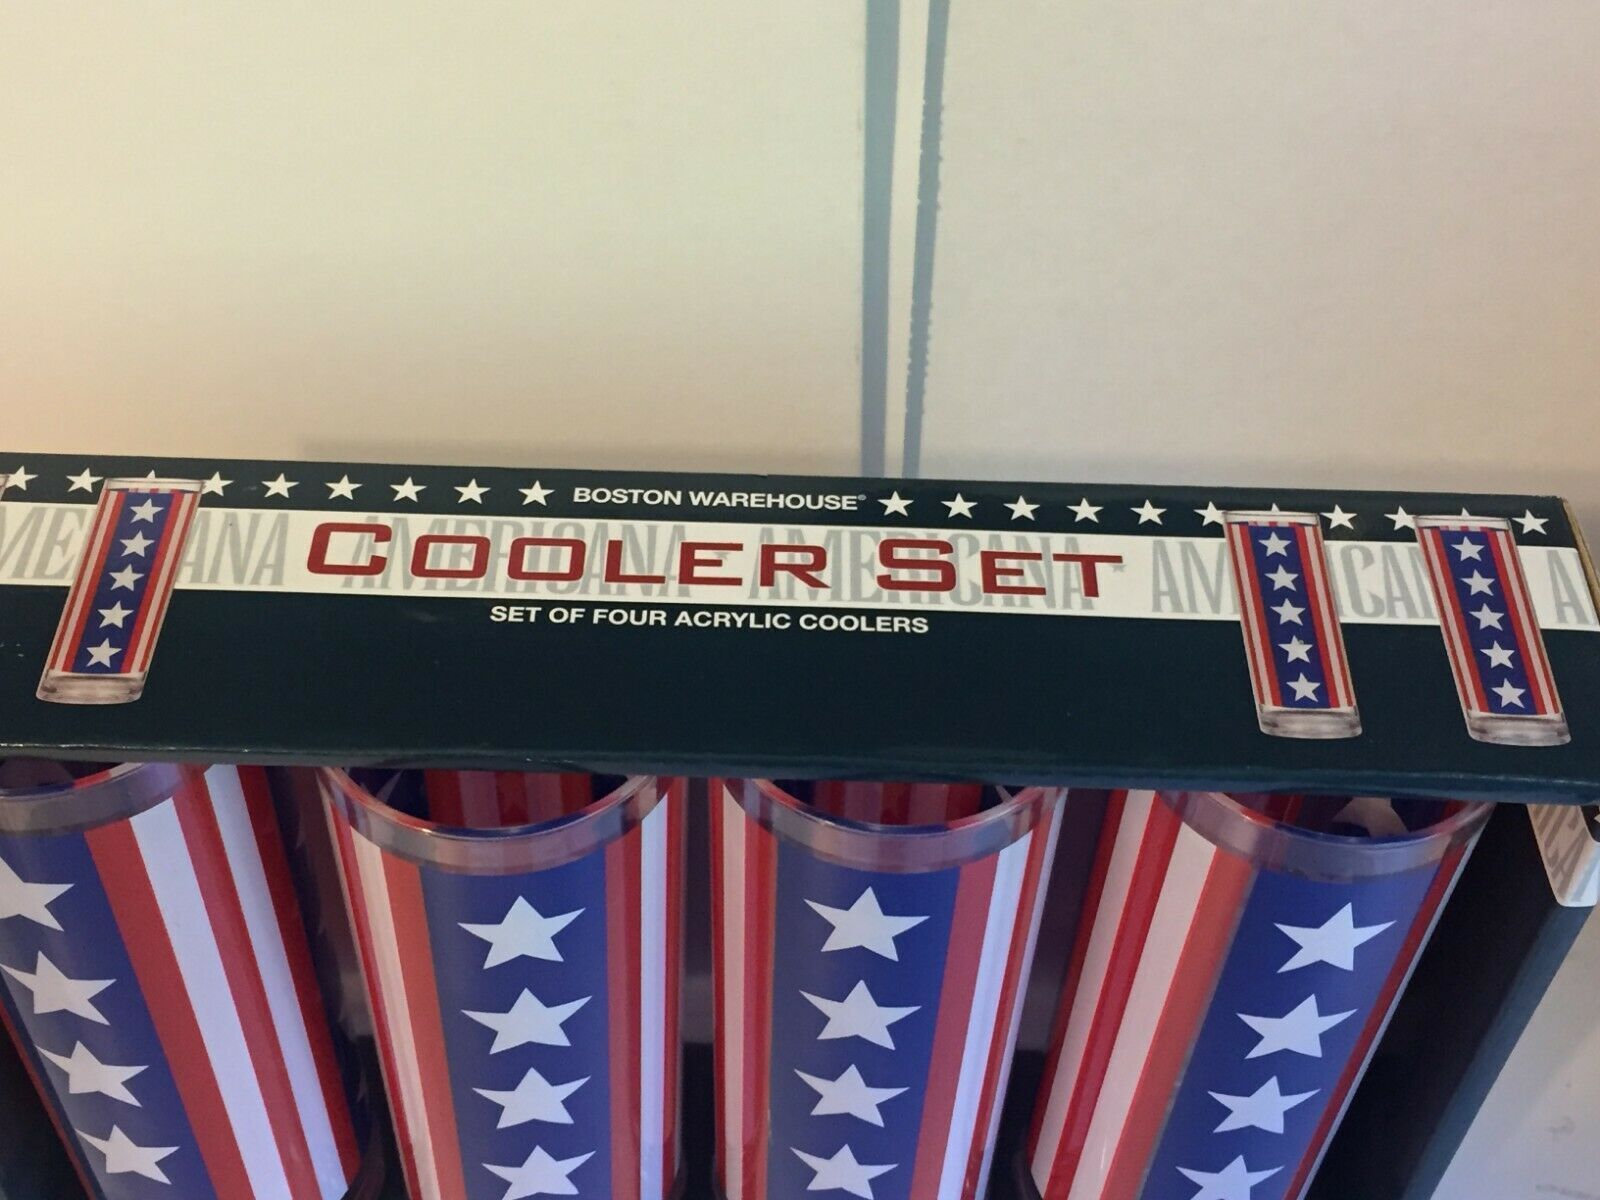 BOSTON WAREHOUSE®
AMERICANA AMERICANA
COOLER SET
SET OF FOUR ACRYLIC COOLERS